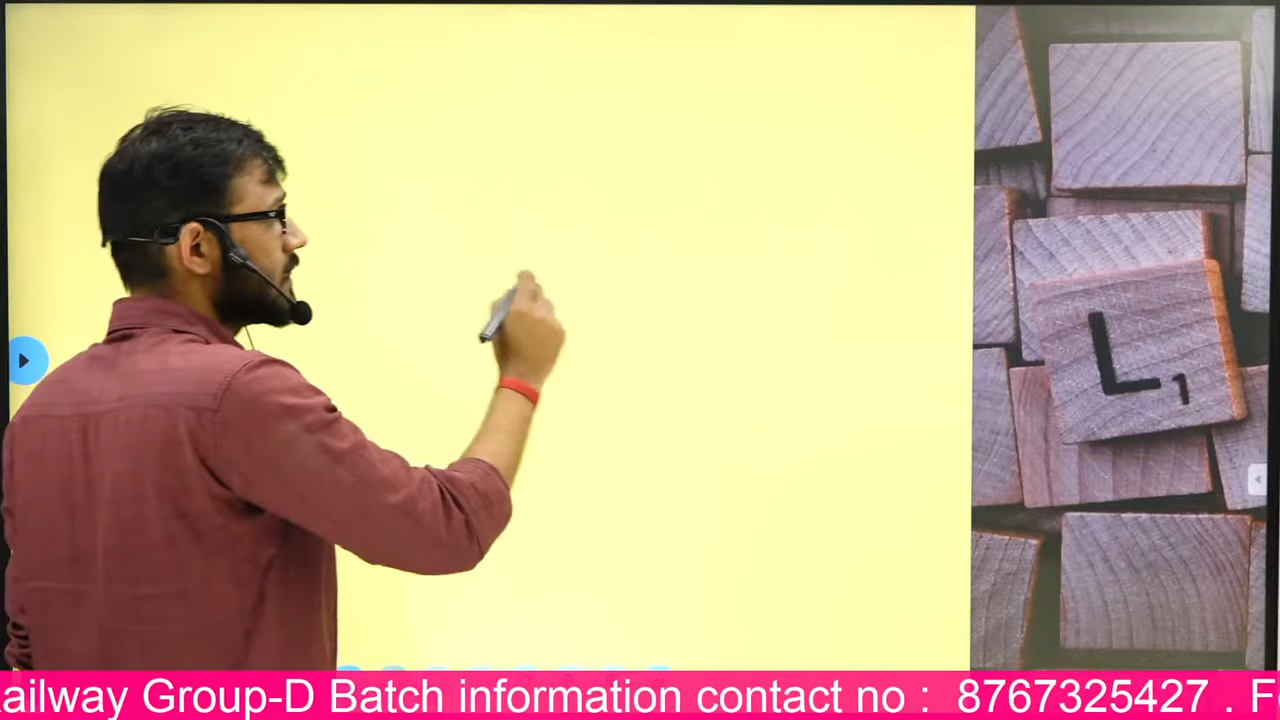 L1
ailway Group-D Batch information contact no : 8767325427 . F